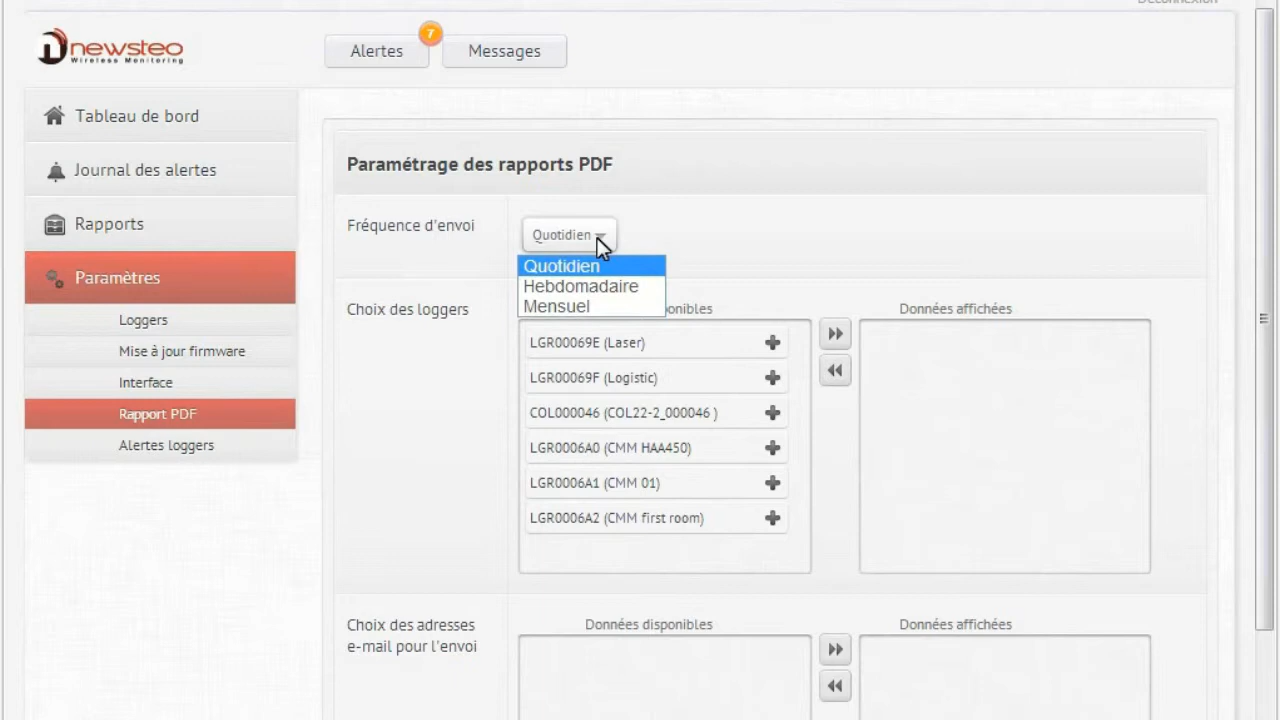 Déconnexion
newsteo
Wireless Monitoring
Alertes
7
Messages
Tableau de bord
Journal des alertes
Rapports
Paramètres
Loggers
Mise à jour firmware
Interface
Rapport PDF
Alertes loggers
Paramétrage des rapports PDF
Fréquence d'envoi
Quotidien
Quotidien
Hebdomadaire
Mensuel
Choix des loggers
onibles
Données affichées
LGR00069E (Laser)
LGR00069F (Logistic)
COL000046 (COL22-2_000046 )
LGR0006A0 (CMM HAA450)
LGR0006A1 (CMM 01)
LGR0006A2 (CMM first room)
Choix des adresses
e-mail pour l'envoi
Données disponibles
Données affichées